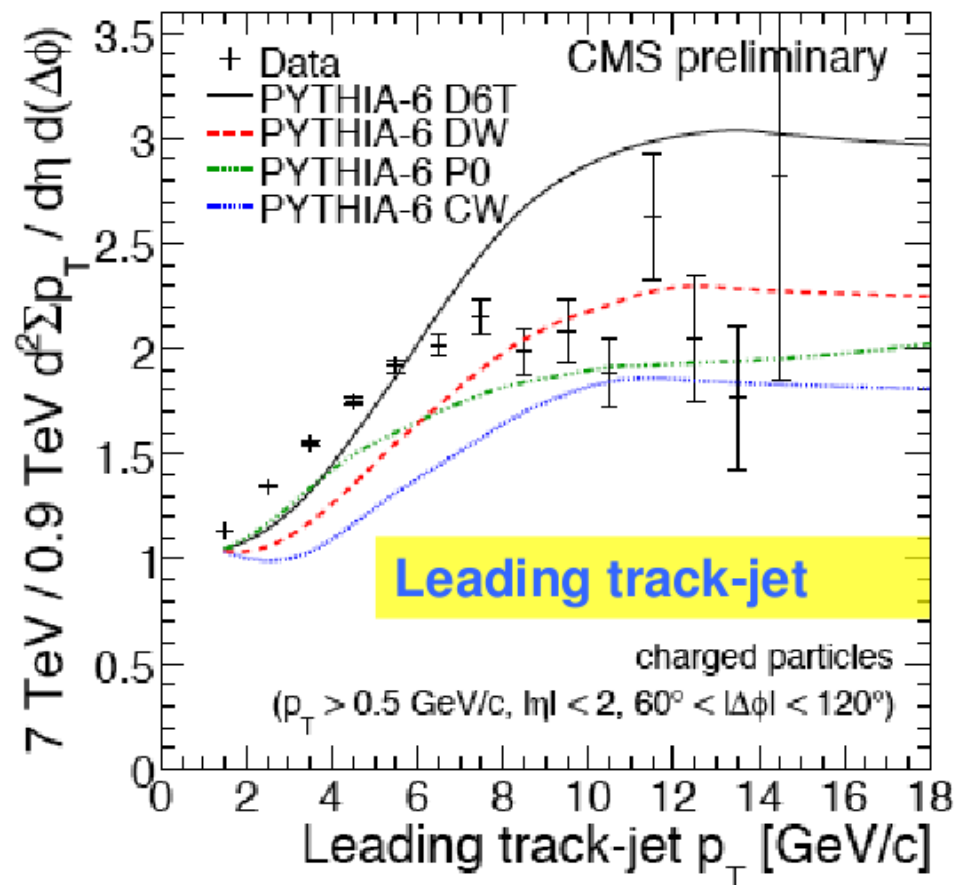 7 TeV / 0.9 TeV d²Σp_T / dη d(Δϕ)
3.5
3
2.5
2
1.5
1
0.5
0
CMS preliminary
Data
PYTHIA-6 D6T
PYTHIA-6 DW
PYTHIA-6 P0
PYTHIA-6 CW
Leading track-jet
charged particles
(p_T > 0.5 GeV/c, |η| < 2, 60° < |Δϕ| < 120°)
0 2 4 6 8 10 12 14 16 18
Leading track-jet p_T [GeV/c]